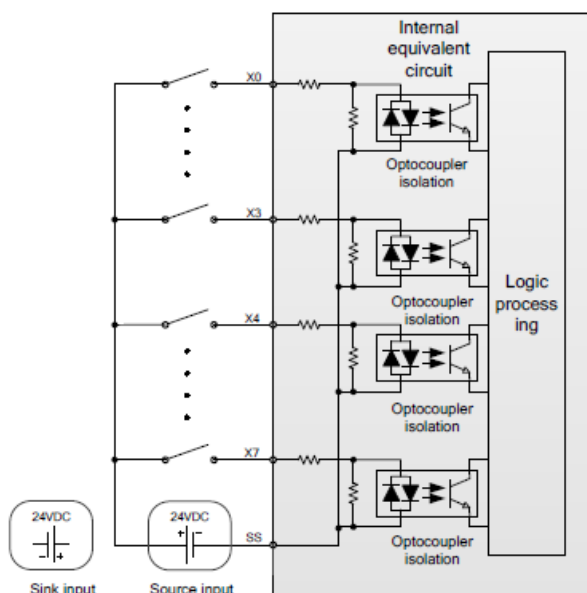 Internal
equivalent
circuit
X0
Optocoupler
isolation
X3
Optocoupler
isolation
X4
Optocoupler
isolation
X7
Optocoupler
isolation
Logic
process
ing
24VDC
- +
Sink input
24VDC
+ -
Source input
SS